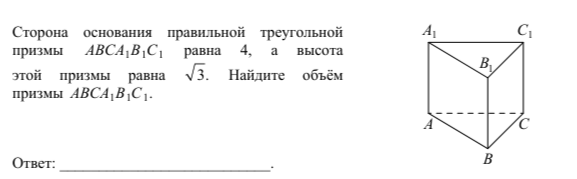 Сторона основания правильной треугольной
призмы ABCA₁B₁C₁ равна 4, а высота
этой призмы равна √3. Найдите объём
призмы ABCA₁B₁C₁.
A₁
C₁
B₁
A
C
B
Ответ: ___________________________.